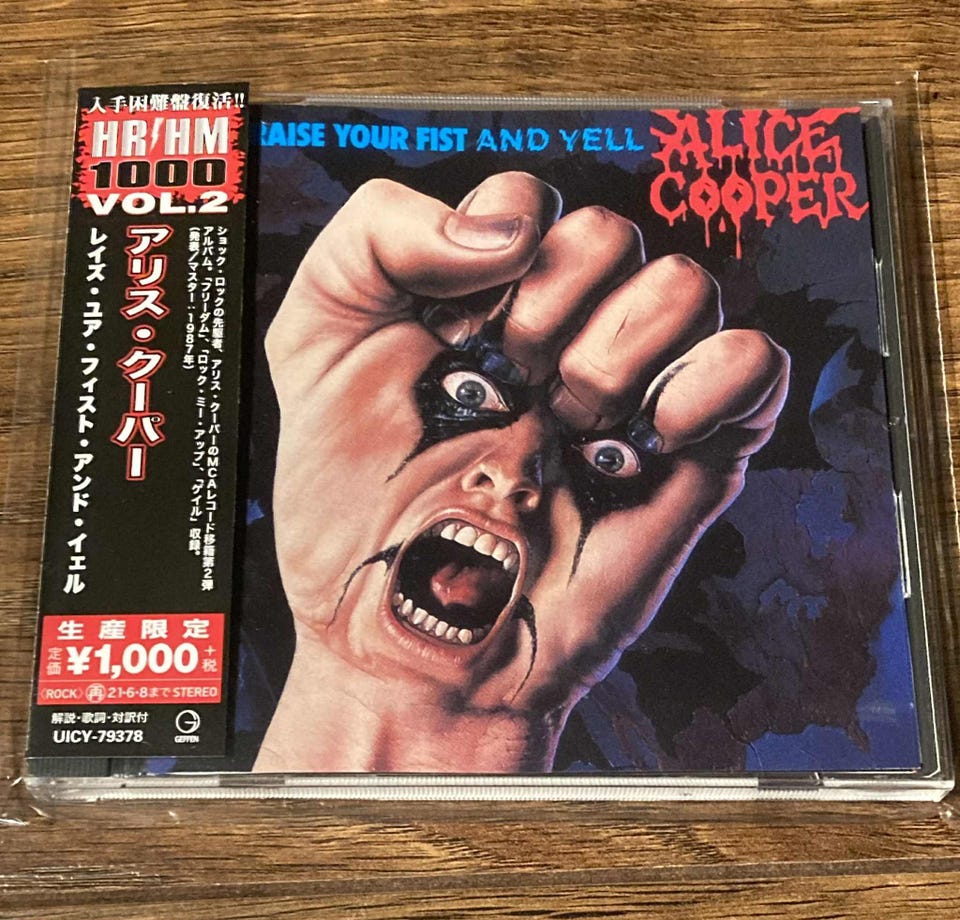 入手困難盤復活!!
HR/HM
1000
VOL.2
ショック・ロックの先駆者、アリス・クーパーのMCAレコード移籍第2弾
アルバム。「フリーダム」、「ロック・ミー・アップ」、「ゲイル」収録。
(発表/マスター:1987年)
アリス・クーパー
レイズ・ユア・フィスト・アンド・イェル
生産限定
定価 ¥1,000 +税
〈ROCK〉 再 21・6・8まで STEREO
解説・歌詞・対訳付
UICY-79378
GEFFEN
RAISE YOUR FIST AND YELL
ALICE
COOPER